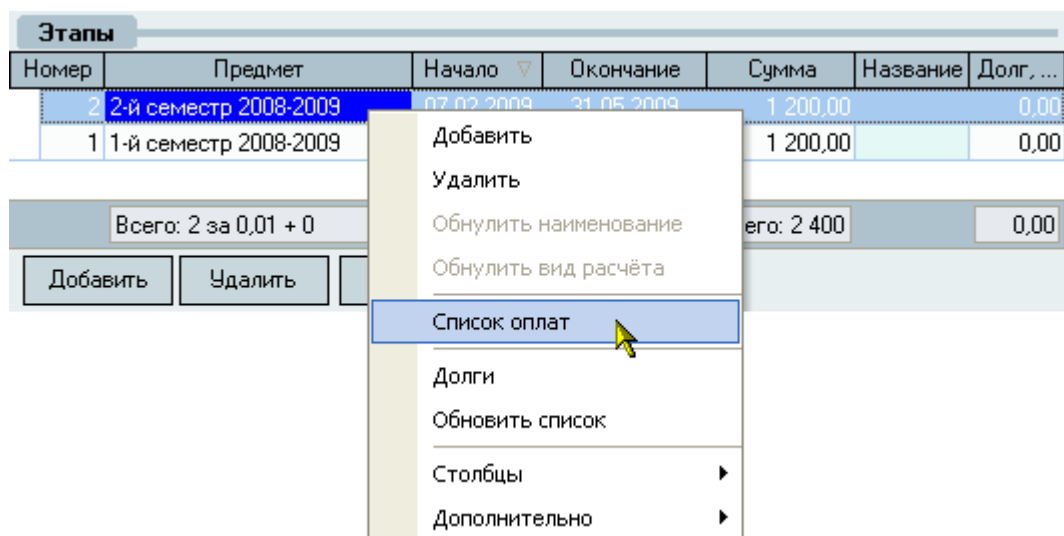 Этапы
Номер Предмет Начало Окончание Сумма Название Долг, ...
2 2-й семестр 2008-2009 07.02.2009 31.05.2009 1 200,00 0,00
1 1-й семестр 2008-2009 1 200,00 0,00
Всего: 2 за 0,01 + 0 его: 2 400 0,00
Добавить Удалить
Добавить
Удалить
Обнулить наименование
Обнулить вид расчёта
Список оплат
Долги
Обновить список
Столбцы
Дополнительно